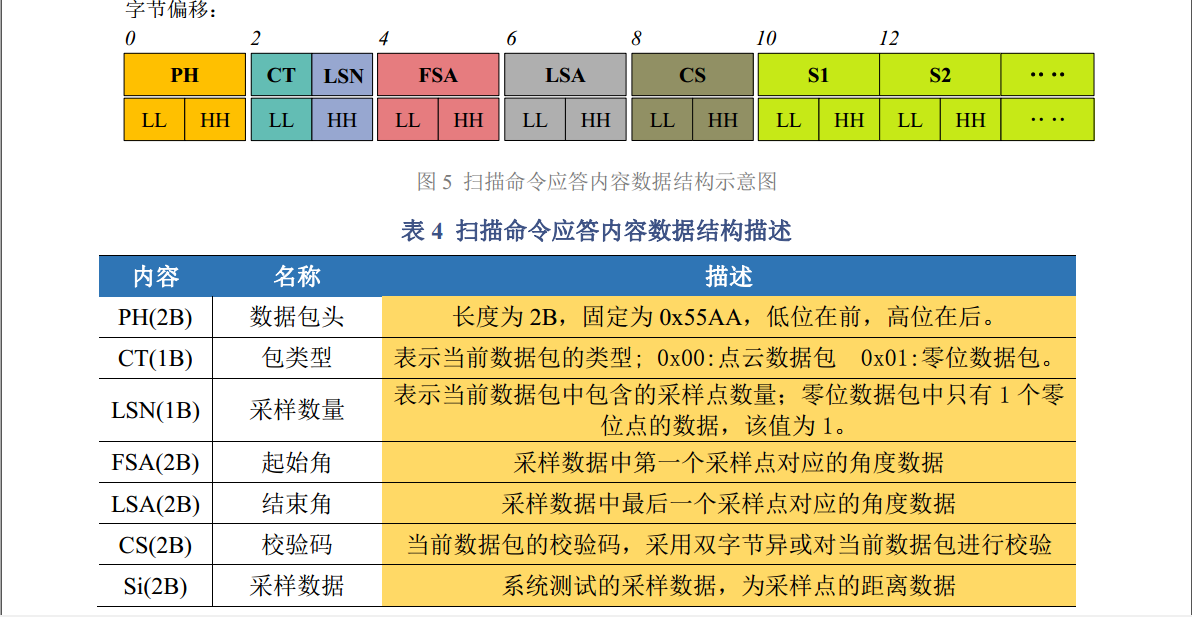 字节偏移：
0 2 4 6 8 10 12
PH CT LSN FSA LSA CS S1 S2 ·· ··
LL HH LL HH LL HH LL HH LL HH LL HH LL HH ·· ··
图 5 扫描命令应答内容数据结构示意图
表 4 扫描命令应答内容数据结构描述
内容 名称 描述
PH(2B) 数据包头 长度为 2B，固定为 0x55AA，低位在前，高位在后。
CT(1B) 包类型 表示当前数据包的类型; 0x00:点云数据包 0x01:零位数据包。
LSN(1B) 采样数量 表示当前数据包中包含的采样点数量；零位数据包中只有 1 个零
位点的数据，该值为 1。
FSA(2B) 起始角 采样数据中第一个采样点对应的角度数据
LSA(2B) 结束角 采样数据中最后一个采样点对应的角度数据
CS(2B) 校验码 当前数据包的校验码，采用双字节异或对当前数据包进行校验
Si(2B) 采样数据 系统测试的采样数据，为采样点的距离数据